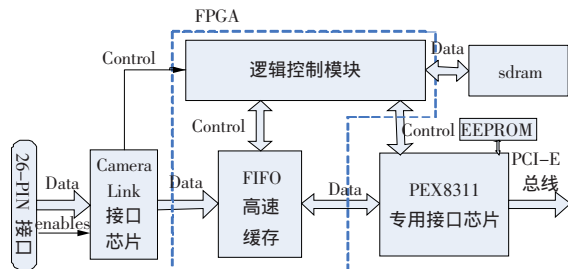 FPGA
Control
逻辑控制模块
Data
sdram
Control
Control
EEPROM
26-PIN 接口
Data
enables
Camera
Link
接口
芯片
Data
FIFO
高速
缓存
Data
PEX8311
专用接口芯片
PCI-E
总线